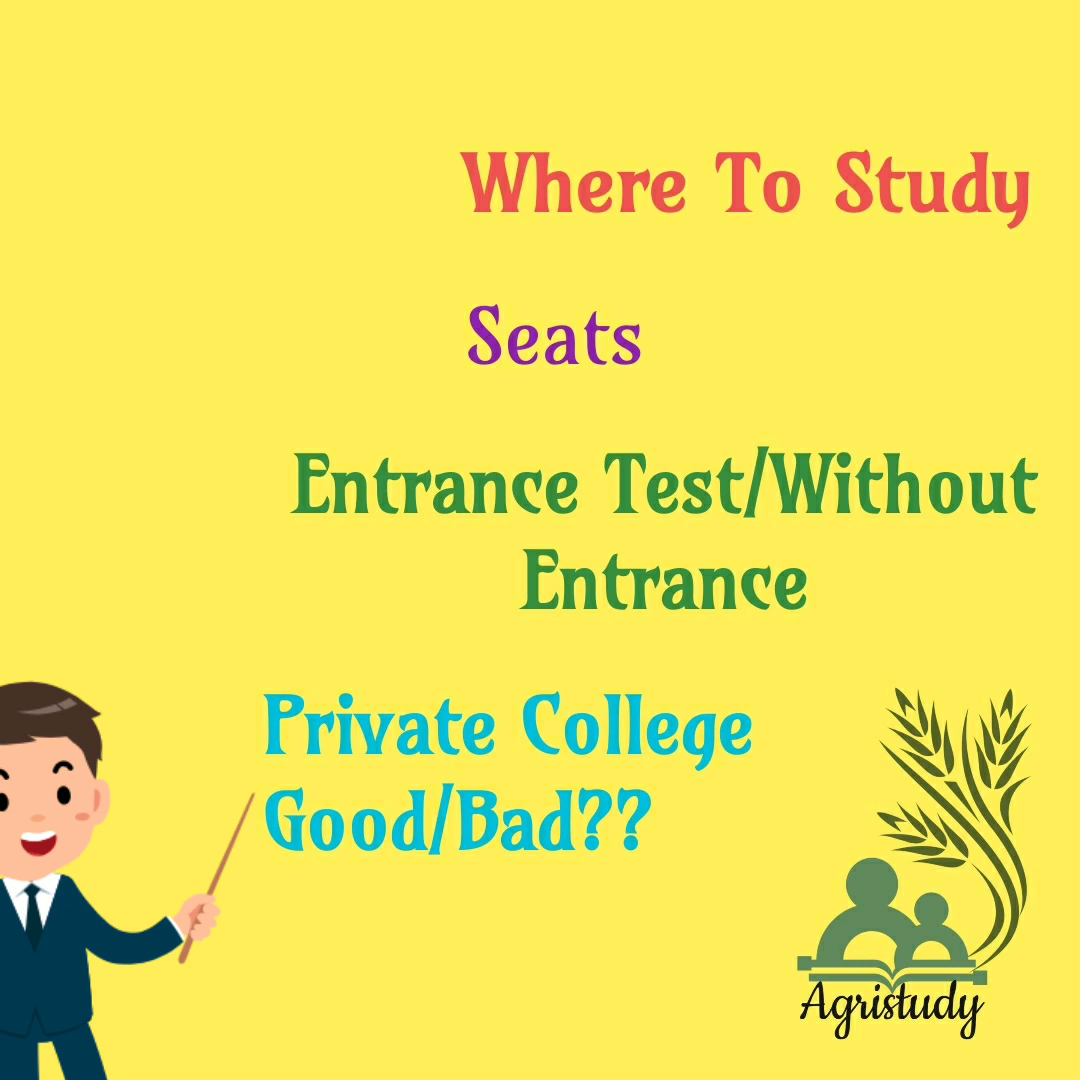 Where To Study
Seats
Entrance Test/Without
Entrance
Private College
Good/Bad??
Agristudy